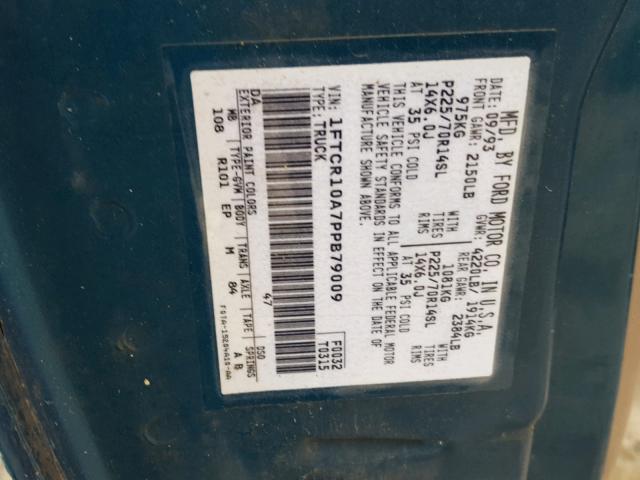 MFD. BY FORD MOTOR CO. IN U.S.A.
DATE: 09/93 GVWR: 4220LB/ 1914KG
FRONT GAWR: 2150LB REAR GAWR: 2384LB
975KG WITH 1081KG WITH
P225/70R14SL TIRES P225/70R14SL TIRES
14X6.0J RIMS 14X6.0J RIMS
AT 35 PSI COLD AT 35 PSI COLD
THIS VEHICLE CONFORMS TO ALL APPLICABLE FEDERAL MOTOR
VEHICLE SAFETY STANDARDS IN EFFECT ON THE DATE OF
MANUFACTURE SHOWN ABOVE.
VIN: 1FTCR10A7PPB79009 F0032
TYPE: TRUCK T0315
47
DA DSO
EXTERIOR PAINT COLORS
WB TYPE-GVW BODY TRANS AXLE TAPE SPRINGS
108 R101 EP M 84 A B